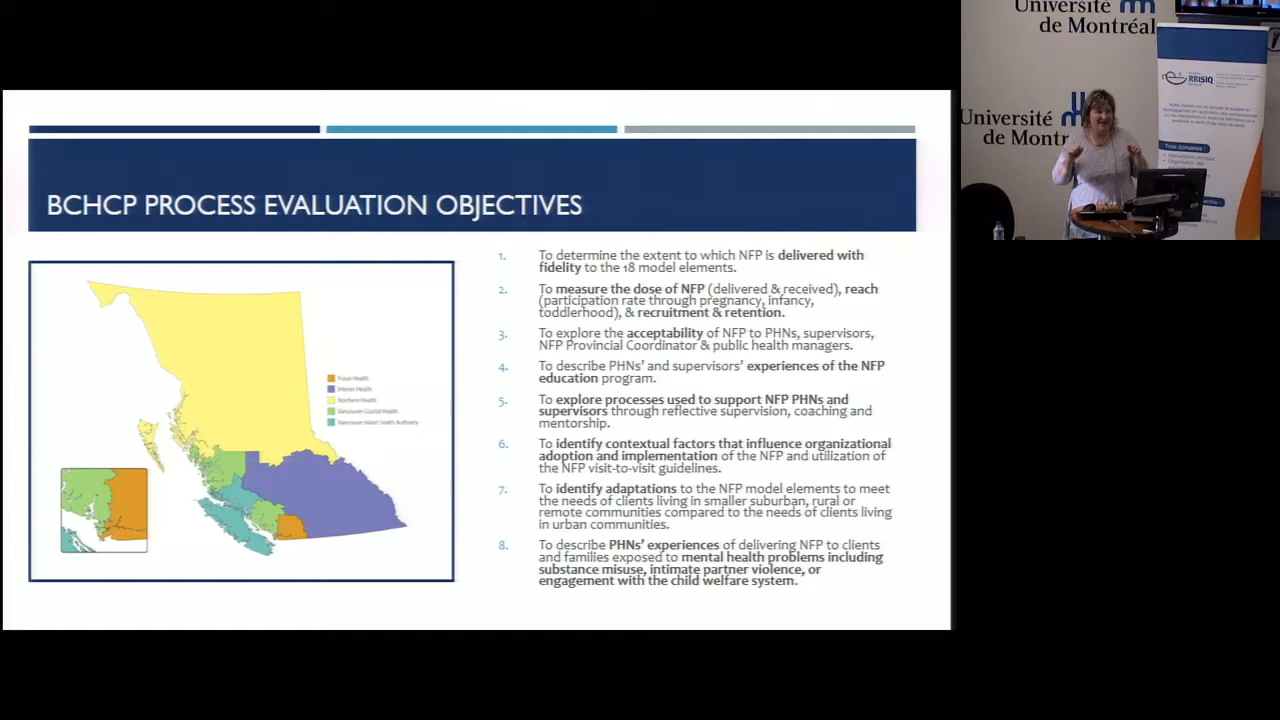 BCHCP PROCESS EVALUATION OBJECTIVES
Fraser Health
Interior Health
Northern Health
Vancouver Coastal Health
Vancouver Island Health Authority
1. To determine the extent to which NFP is delivered with
fidelity to the 18 model elements.
2. To measure the dose of NFP (delivered & received), reach
(participation rate through pregnancy, infancy,
toddlerhood), & recruitment & retention.
3. To explore the acceptability of NFP to PHNs, supervisors,
NFP Provincial Coordinator & public health managers.
4. To describe PHNs' and supervisors' experiences of the NFP
education program.
5. To explore processes used to support NFP PHNs and
supervisors through reflective supervision, coaching and
mentorship.
6. To identify contextual factors that influence organizational
adoption and implementation of the NFP and utilization of
the NFP visit-to-visit guidelines.
7. To identify adaptations to the NFP model elements to meet
the needs of clients living in smaller suburban, rural or
remote communities compared to the needs of clients living
in urban communities.
8. To describe PHNs' experiences of delivering NFP to clients
and families exposed to mental health problems including
substance misuse, intimate partner violence, or
engagement with the child welfare system.
Université
de Montréal
Université
de Montr
RRISIQ
Trois domaines :